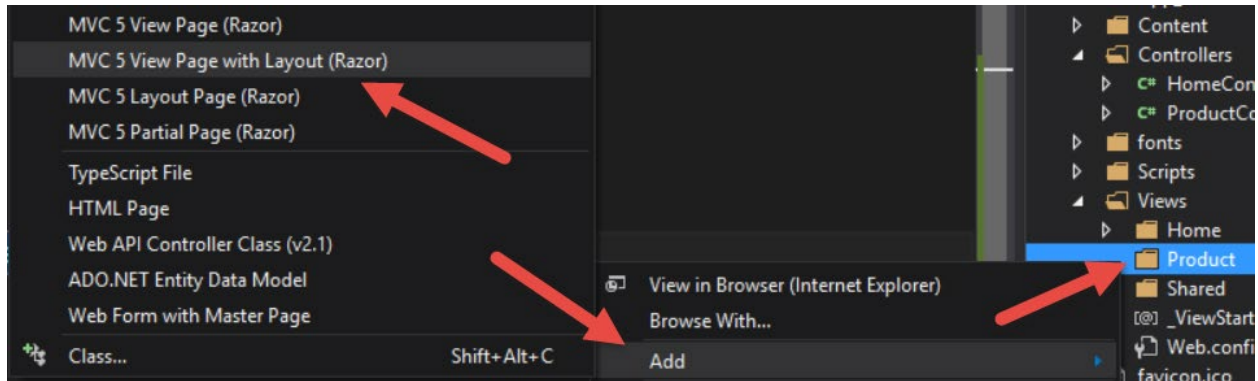 MVC 5 View Page (Razor)
MVC 5 View Page with Layout (Razor)
MVC 5 Layout Page (Razor)
MVC 5 Partial Page (Razor)
TypeScript File
HTML Page
Web API Controller Class (v2.1)
ADO.NET Entity Data Model
Web Form with Master Page
Class... Shift+Alt+C
View in Browser (Internet Explorer)
Browse With...
Add
Content
Controllers
C# HomeCon
C# ProductCo
fonts
Scripts
Views
Home
Product
Shared
[@] _ViewStart
Web.confi
favicon.ico